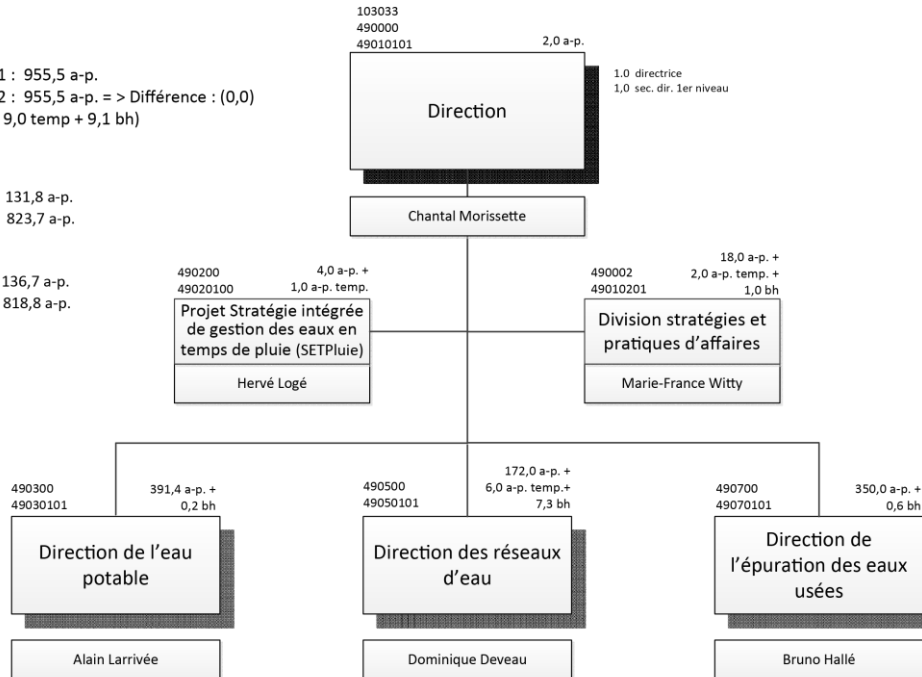 103033
490000
49010101
2,0 a-p.
1 : 955,5 a-p.
2 : 955,5 a-p. = > Différence : (0,0)
9,0 temp + 9,1 bh)
1.0 directrice
1,0 sec. dir. 1er niveau
Direction
Chantal Morissette
131,8 a-p.
823,7 a-p.
136,7 a-p.
818,8 a-p.
490200
49020100
4,0 a-p. +
1,0 a-p. temp.
Projet Stratégie intégrée
de gestion des eaux en
temps de pluie (SETPluie)
Hervé Logé
490002
49010201
18,0 a-p. +
2,0 a-p. temp. +
1,0 bh
Division stratégies et
pratiques d'affaires
Marie-France Witty
490300
49030101
391,4 a-p. +
0,2 bh
Direction de l'eau
potable
Alain Larrivée
490500
49050101
172,0 a-p. +
6,0 a-p. temp.+
7,3 bh
Direction des réseaux
d'eau
Dominique Deveau
490700
49070101
350,0 a-p. +
0,6 bh
Direction de
l'épuration des eaux
usées
Bruno Hallé